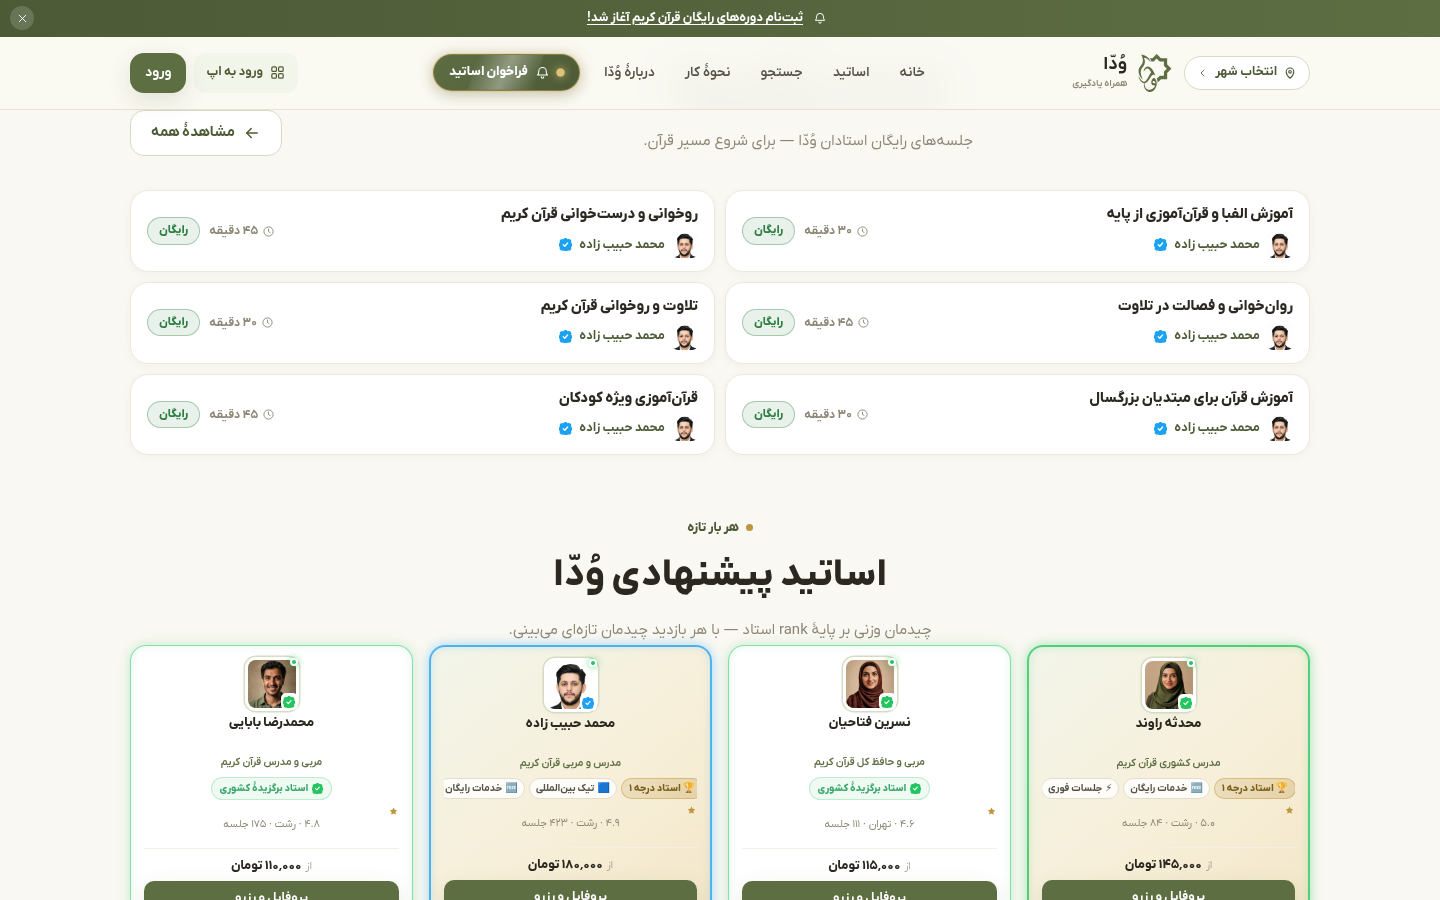 ثبت‌نام دوره‌های رایگان قرآن کریم آغاز شد!
انتخاب شهر
وُدّا
همراه یادگیری
خانه
اساتید
جستجو
نحوهٔ کار
دربارهٔ وُدّا
فراخوان اساتید
ورود به اپ
ورود
جلسه‌های رایگان استادان وُدّا — برای شروع مسیر قرآن.
مشاهدهٔ همه
آموزش الفبا و قرآن‌آموزی از پایه
محمد حبیب زاده
۳۰ دقیقه
رایگان
روخوانی و درست‌خوانی قرآن کریم
محمد حبیب زاده
۴۵ دقیقه
رایگان
روان‌خوانی و فصالت در تلاوت
محمد حبیب زاده
۴۵ دقیقه
رایگان
تلاوت و روخوانی قرآن کریم
محمد حبیب زاده
۳۰ دقیقه
رایگان
آموزش قرآن برای مبتدیان بزرگسال
محمد حبیب زاده
۳۰ دقیقه
رایگان
قرآن‌آموزی ویژه کودکان
محمد حبیب زاده
۴۵ دقیقه
رایگان
هر بار تازه
اساتید پیشنهادی وُدّا
چیدمان وزنی بر پایهٔ rank استاد — با هر بازدید چیدمان تازه‌ای می‌بینی.
محدثه راوند
مدرس کشوری قرآن کریم
🏆 استاد درجه ۱
🆓 خدمات رایگان
⚡ جلسات فوری
۵.۰ · رشت · ۸۴ جلسه
از ۱۴۵,۰۰۰ تومان
پروفایل و رزرو
نسرین فتاحیان
مربی و حافظ کل قرآن کریم
استاد برگزیدهٔ کشوری
۴.۶ · تهران · ۱۱۱ جلسه
از ۱۱۵,۰۰۰ تومان
پروفایل و رزرو
محمد حبیب زاده
مدرس و مربی قرآن کریم
🏆 استاد درجه ۱
🟦 تیک بین‌المللی
🆓 خدمات رایگان
۴.۹ · رشت · ۴۲۳ جلسه
از ۱۸۰,۰۰۰ تومان
پروفایل و رزرو
محمدرضا بابایی
مربی و مدرس قرآن کریم
استاد برگزیدهٔ کشوری
۴.۸ · رشت · ۱۷۵ جلسه
از ۱۱۰,۰۰۰ تومان
پروفایل و رزرو